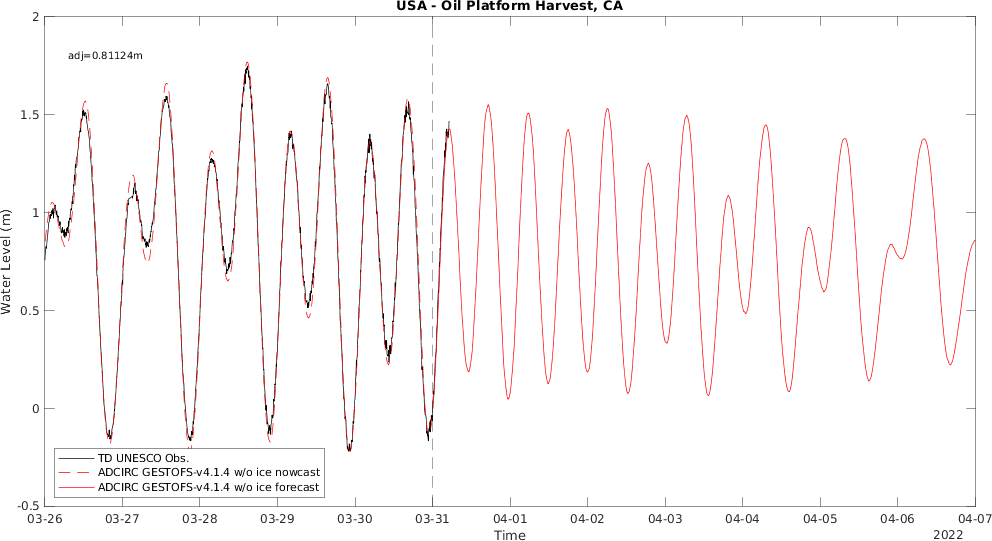 USA - Oil Platform Harvest, CA
adj=0.81124m
Water Level (m)
2
1.5
1
0.5
0
-0.5
TD UNESCO Obs.
ADCIRC GESTOFS-v4.1.4 w/o ice nowcast
ADCIRC GESTOFS-v4.1.4 w/o ice forecast
03-26 03-27 03-28 03-29 03-30 03-31 04-01 04-02 04-03 04-04 04-05 04-06 04-07
Time
2022